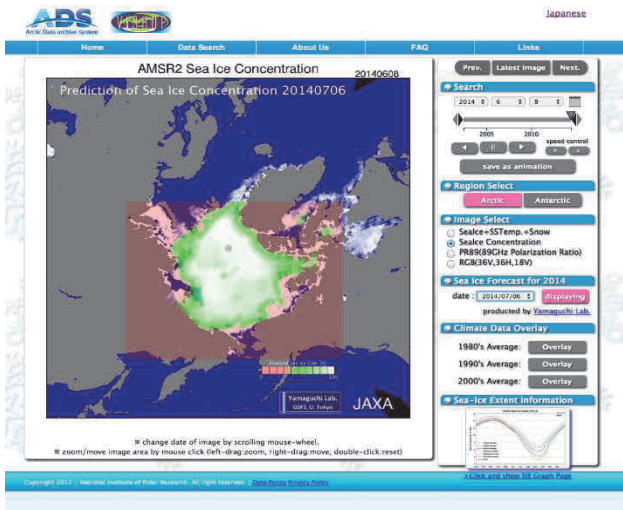 ADS
Arctic Data archive System
VISHOP
Japanese
Home
Data Search
About Us
FAQ
Links
AMSR2 Sea Ice Concentration
20140608
Prediction of Sea Ice Concentration 20140706
Yamaguchi Lab.
GSFS, U. Tokyo
JAXA
※ change date of image by scrolling mouse-wheel.
※ zoom/move image area by mouse click (left-drag:zoom, right-drag:move, double-click:reset)
Prev.
Latest Image
Next.
Search
2014
6
8
2005
2010
speed control
save as animation
Region Select
Arctic
Antarctic
Image Select
SeaIce+SSTemp.+Snow
SeaIce Concentration
PR89(89GHz Polarization Ratio)
RGB(36V,36H,18V)
Sea Ice Forecast for 2014
date : 2014/07/06
displaying
producted by Yamaguchi Lab.
Climate Data Overlay
1980's Average:
Overlay
1990's Average:
Overlay
2000's Average:
Overlay
Sea-Ice Extent Information
>Click and show SIE Graph Page
Copyright 2012 - National Institute of Polar Research. All right reserved. | Data Policy Privacy Policy